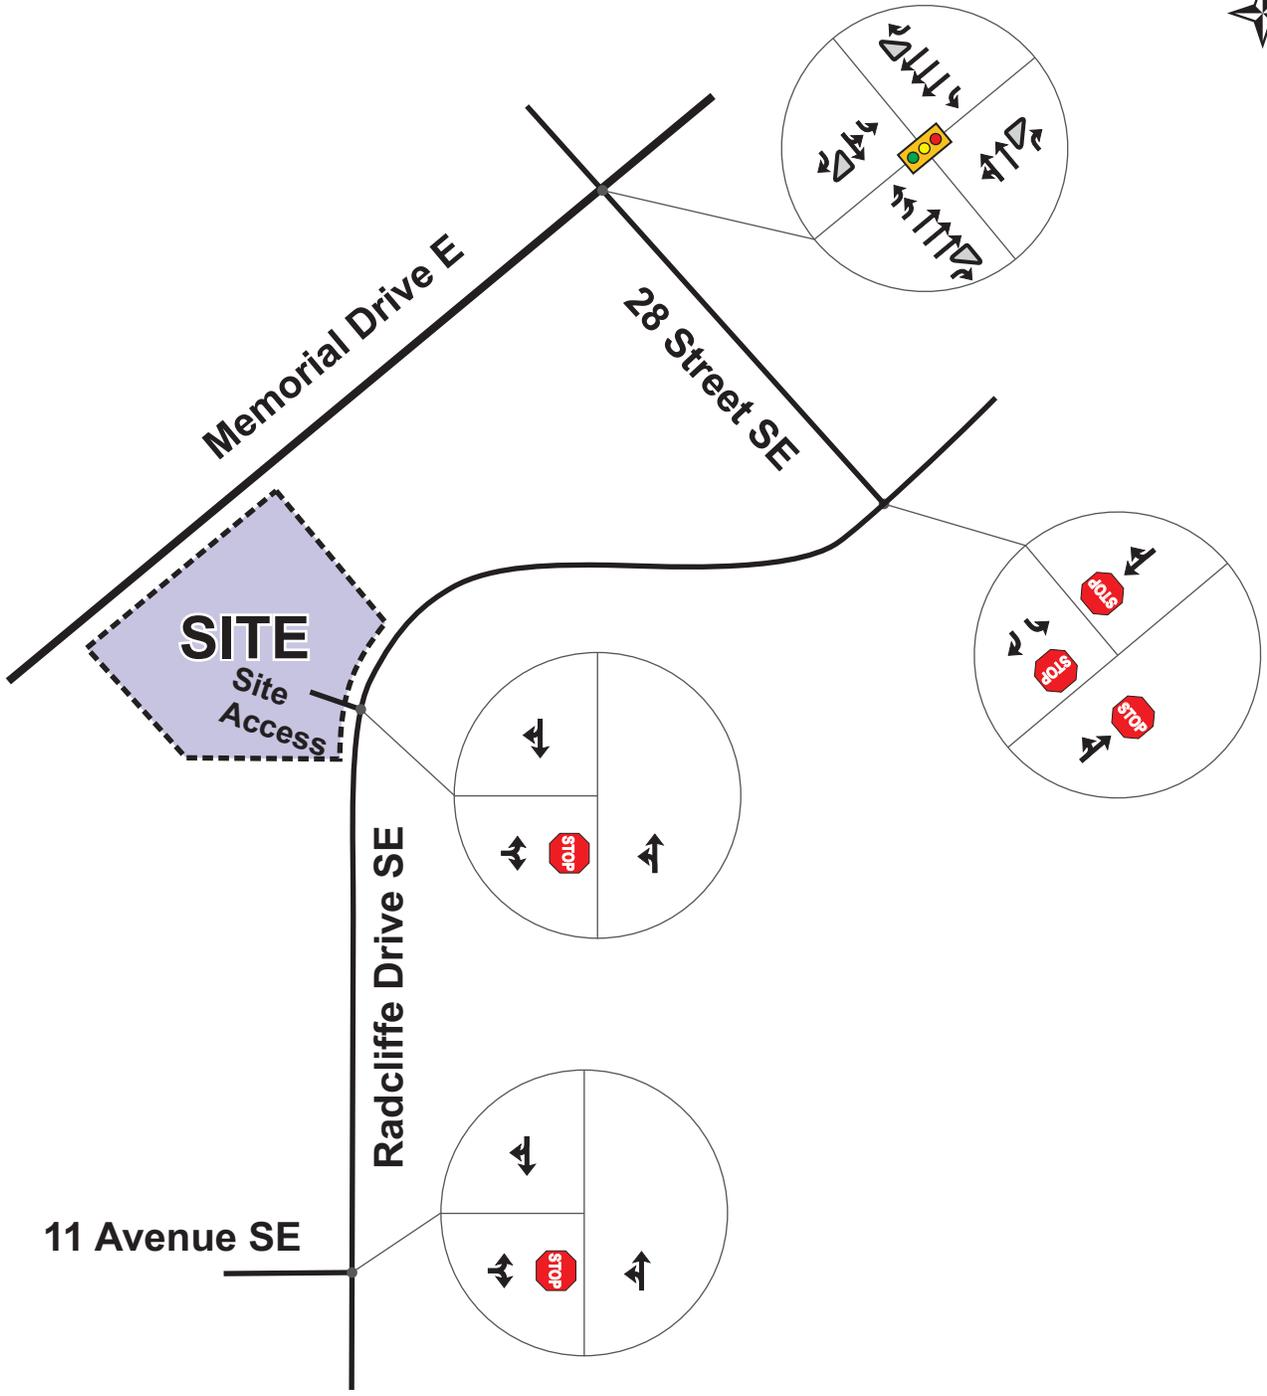 Memorial Drive E
28 Street SE
STOP
STOP
STOP
SITE
Site
Access
STOP
Radcliffe Drive SE
11 Avenue SE
STOP